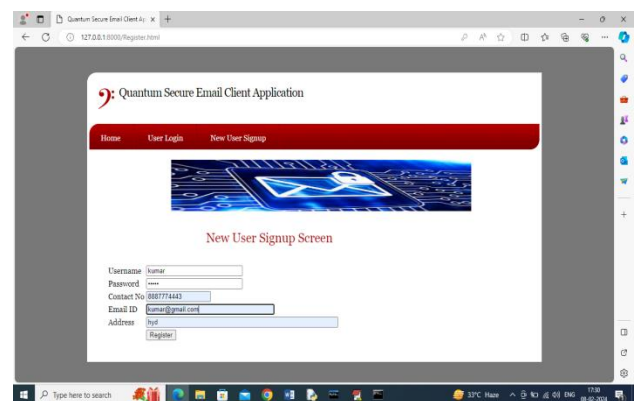 Quantum Secure Email Client Ap
127.0.0.1:8000/Register.html
Quantum Secure Email Client Application
Home User Login New User Signup
New User Signup Screen
Username kumar
Password •••••
Contact No 8887774443
Email ID kumar@gmail.com
Address hyd
Register
Type here to search
33°C Haze
ENG
17:50
08-02-2024